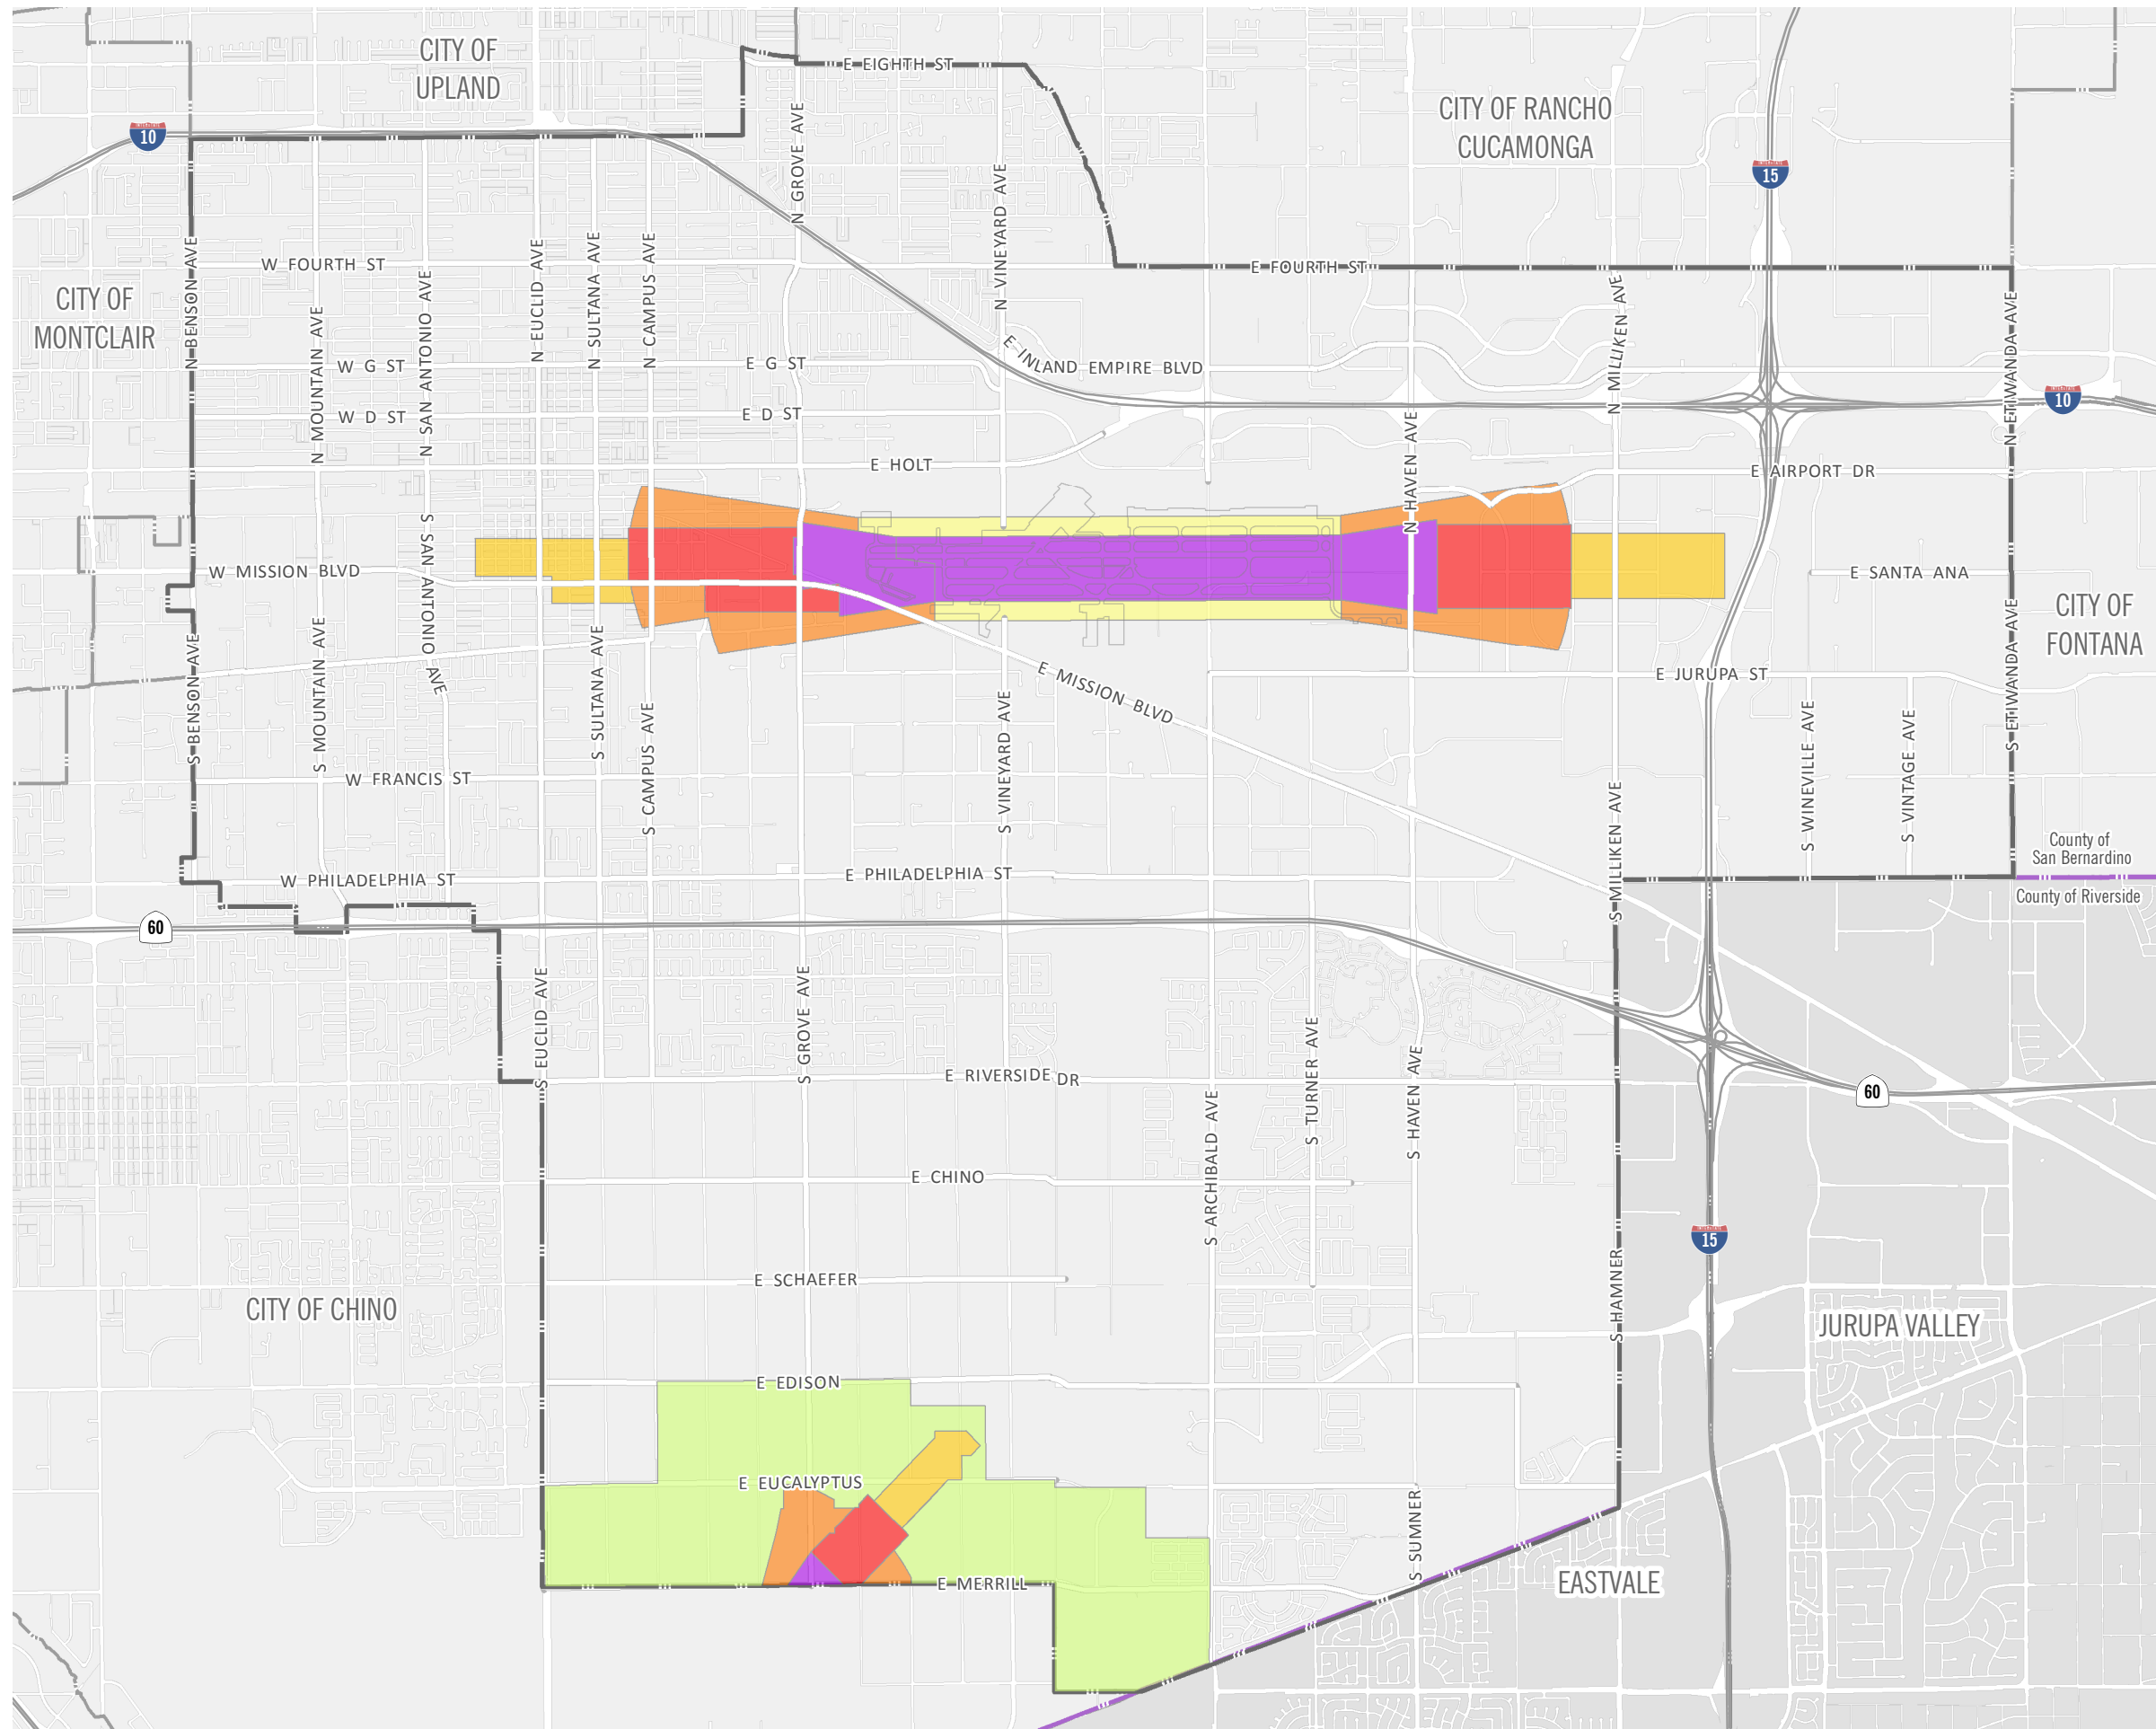 CITY OF
UPLAND
E EIGHTH ST
CITY OF RANCHO
CUCAMONGA
10
15
N GROVE AVE
N VINEYARD AVE
N BENSON AVE
W FOURTH ST
E FOURTH ST
N EUCLID AVE
N SULTANA AVE
N CAMPUS AVE
CITY OF
MONTCLAIR
N MOUNTAIN AVE
N SAN ANTONIO AVE
N MILLIKEN AVE
N ETIWANDA AVE
W G ST
E G ST
E INLAND EMPIRE BLVD
10
W D ST
E D ST
N HAVEN AVE
E HOLT
E AIRPORT DR
W MISSION BLVD
S SAN ANTONIO AVE
E SANTA ANA
CITY OF
FONTANA
S BENSON AVE
S MOUNTAIN AVE
S SULTANA AVE
S CAMPUS AVE
E MISSION BLVD
S VINEYARD AVE
E JURUPA ST
S ETIWANDA AVE
S WINEVILLE AVE
S VINTAGE AVE
W FRANCIS ST
S MILLIKEN AVE
County of
San Bernardino
County of Riverside
W PHILADELPHIA ST
E PHILADELPHIA ST
60
S EUCLID AVE
S GROVE AVE
S TURNER AVE
S HAVEN AVE
E RIVERSIDE DR
60
S ARCHIBALD AVE
E CHINO
15
S HAMNER
E SCHAEFER
CITY OF CHINO
JURUPA VALLEY
E EDISON
E EUCALYPTUS
S SUMNER
E MERRILL
EASTVALE